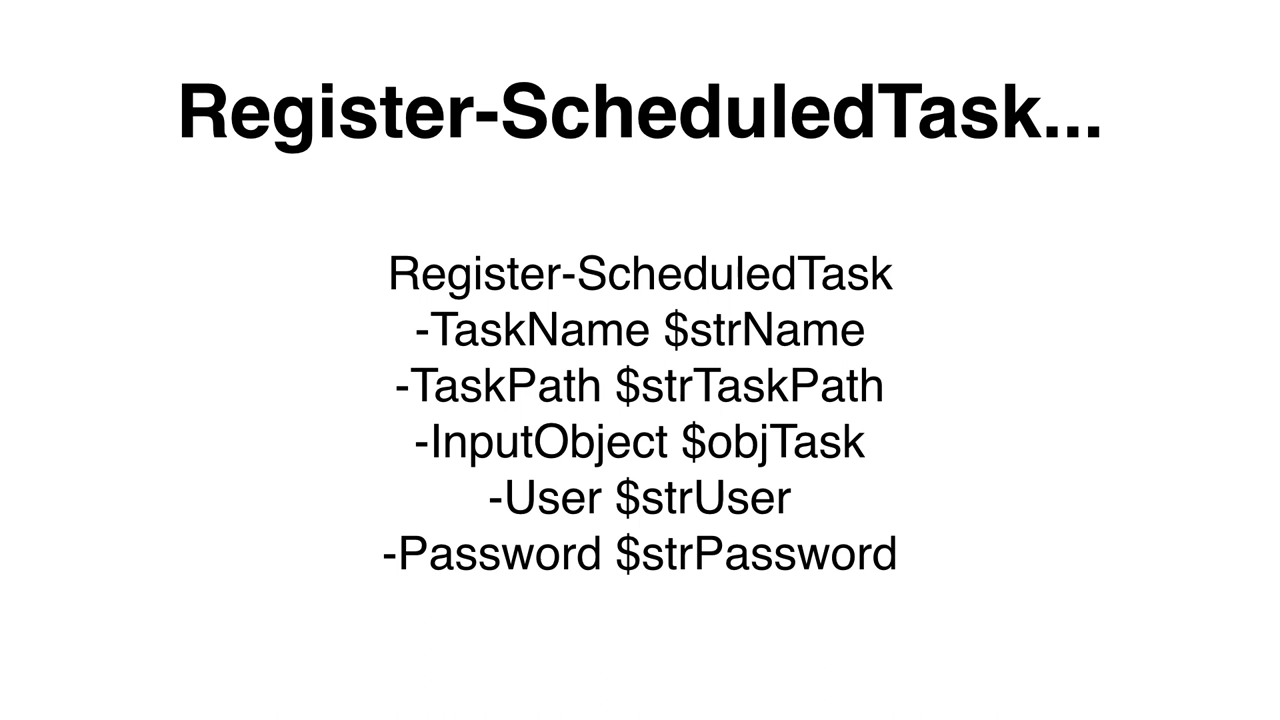 Register-ScheduledTask...
Register-ScheduledTask
-TaskName $strName
-TaskPath $strTaskPath
-InputObject $objTask
-User $strUser
-Password $strPassword